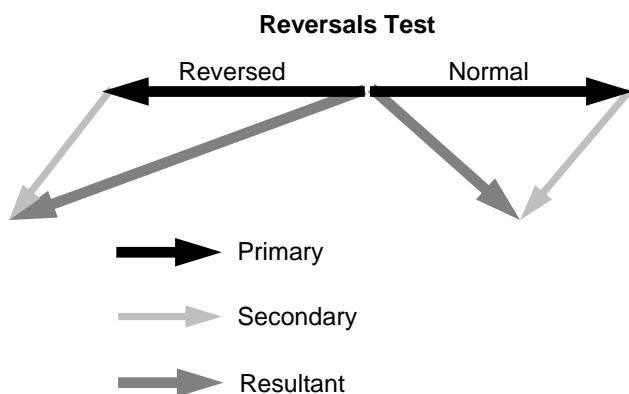 Reversals Test
Reversed Normal
Primary
Secondary
Resultant